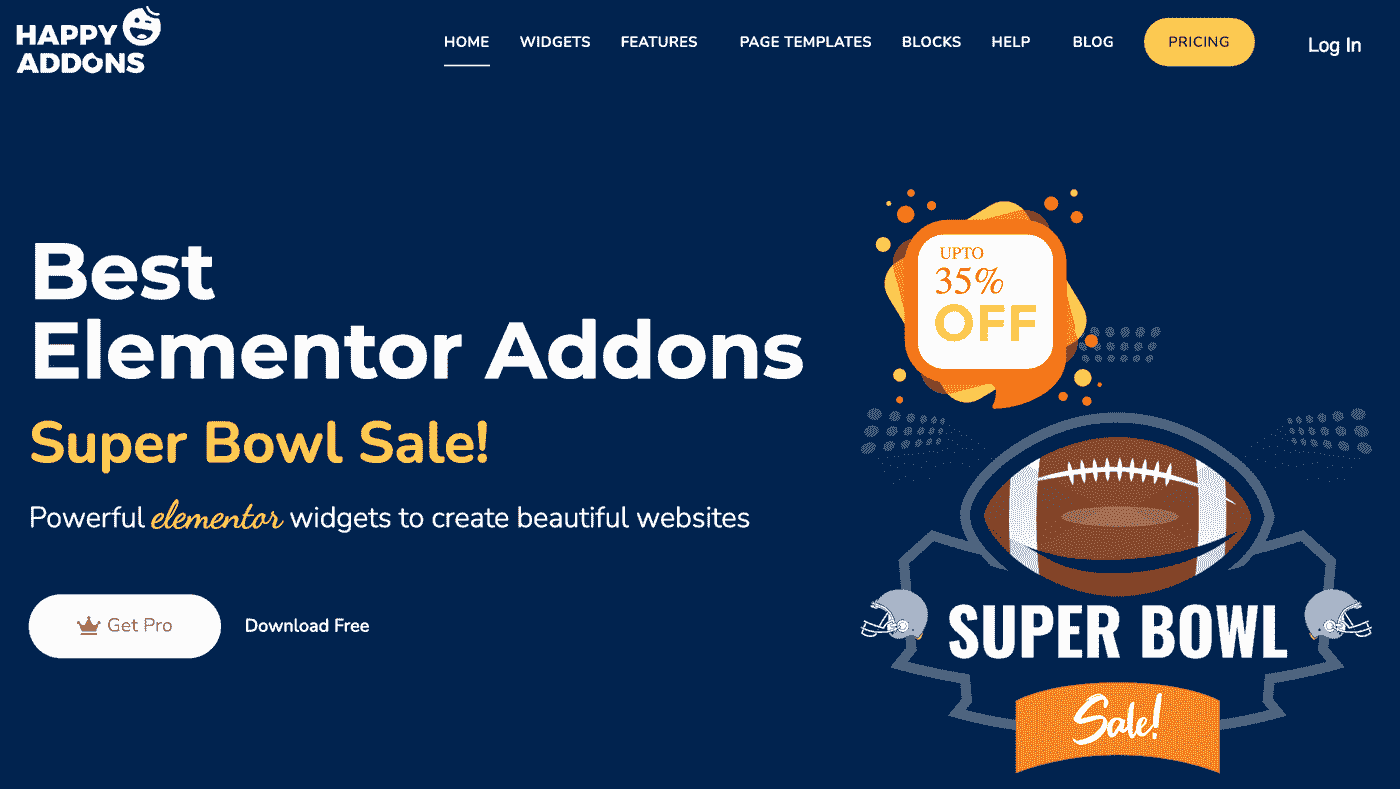 HAPPY
ADDONS
HOME WIDGETS FEATURES PAGE TEMPLATES BLOCKS HELP BLOG PRICING Log In
Best
Elementor Addons
Super Bowl Sale!
Powerful elementor widgets to create beautiful websites
Get Pro Download Free
UPTO
35%
OFF
SUPER BOWL
Sale!